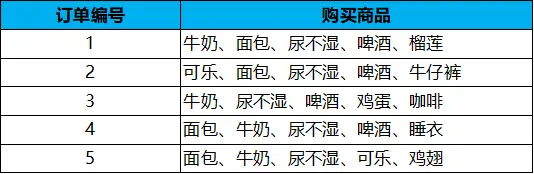 订单编号 购买商品
1 牛奶、面包、尿不湿、啤酒、榴莲
2 可乐、面包、尿不湿、啤酒、牛仔裤
3 牛奶、尿不湿、啤酒、鸡蛋、咖啡
4 面包、牛奶、尿不湿、啤酒、睡衣
5 面包、牛奶、尿不湿、可乐、鸡翅